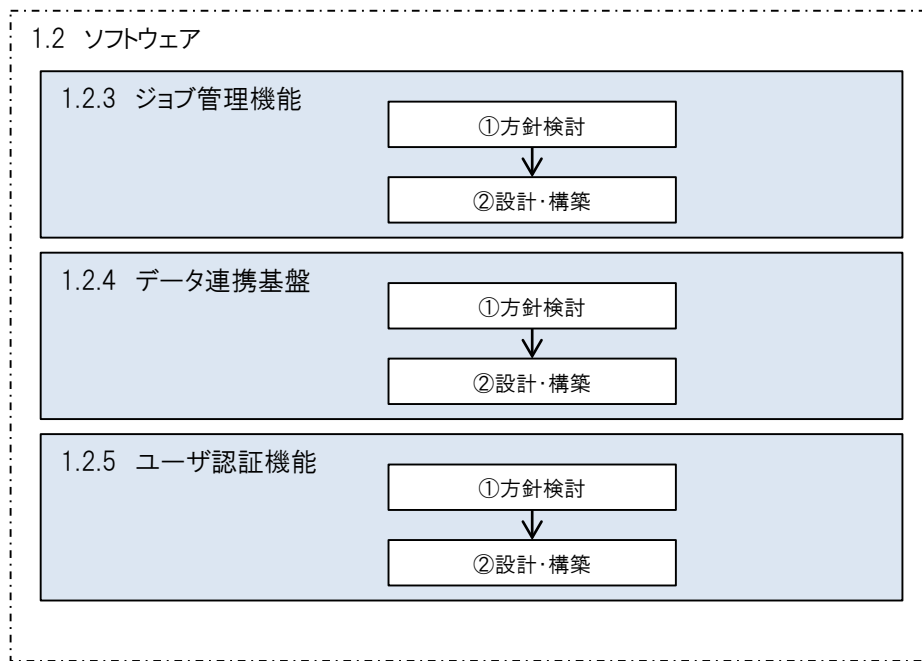 1.2 ソフトウェア
1.2.3 ジョブ管理機能
①方針検討
②設計・構築
1.2.4 データ連携基盤
①方針検討
②設計・構築
1.2.5 ユーザ認証機能
①方針検討
②設計・構築